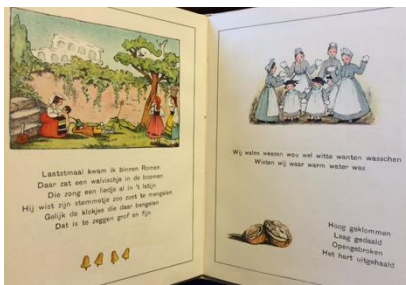 Laatstmaal kwam ik binnen Romen
Daar zat een walvischje in de boomen
Die zong een liedje al in 't latijn
Hij wist zijn stemmetje zoo zoet te mengelen
Gelijk de klokjes die daar bengelen
Dat is te zeggen grof en fijn
Wij walen weezen wou wel witte wanten wasschen
Wieten wij waar warm water was
Hoog geklommen
Laag gedaald
Opengebroken
Het hart uitgehaald